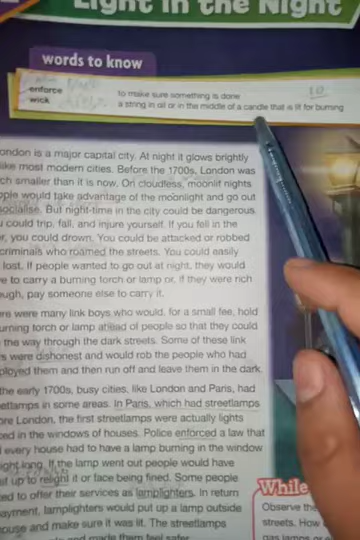 Light in the Night
words to know
enforce to make sure something is done
wick a string in oil or in the middle of a candle that is lit for burning
10
ondon is a major capital city. At night it glows brightly
like most modern cities. Before the 1700s, London was
ch smaller than it is now. On cloudless, moonlit nights
ople would take advantage of the moonlight and go out
socialise. But night-time in the city could be dangerous.
u could trip, fall, and injure yourself. If you fell in the
r, you could drown. You could be attacked or robbed
criminals who roamed the streets. You could easily
lost. If people wanted to go out at night, they would
e to carry a burning torch or lamp or, if they were rich
ugh, pay someone else to carry it.
re were many link boys who would, for a small fee, hold
urning torch or lamp ahead of people so that they could
the way through the dark streets. Some of these link
s were dishonest and would rob the people who had
ployed them and then run off and leave them in the dark.
the early 1700s, busy cities, like London and Paris, had
eetlamps in some areas. In Paris, which had streetlamps
ore London, the first streetlamps were actually lights
ced in the windows of houses. Police enforced a law that
d every house had to have a lamp burning in the window
ight long. If the lamp went out people would have
ut up to relight it or face being fined. Some people
ed to offer their services as lamplighters. In return
payment, lamplighters would put up a lamp outside
ouse and make sure it was lit. The streetlamps
made them feel safer
While
Observe the
streets. How
gas lamps or